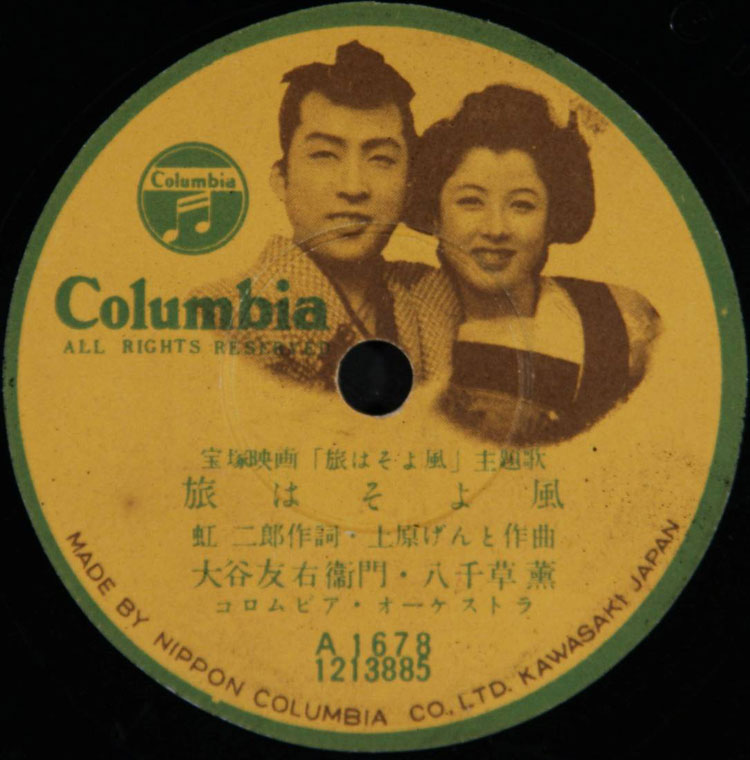 Columbia
Columbia
ALL RIGHTS RESERVED
宝塚映画「旅はそよ風」主題歌
旅はそよ風
虹 二郎作詞・上原げんと作曲
大谷友右衞門・八千草 薫
コロムビア・オーケストラ
A 1678
1213885
MADE BY NIPPON COLUMBIA CO., LTD. KAWASAKI JAPAN